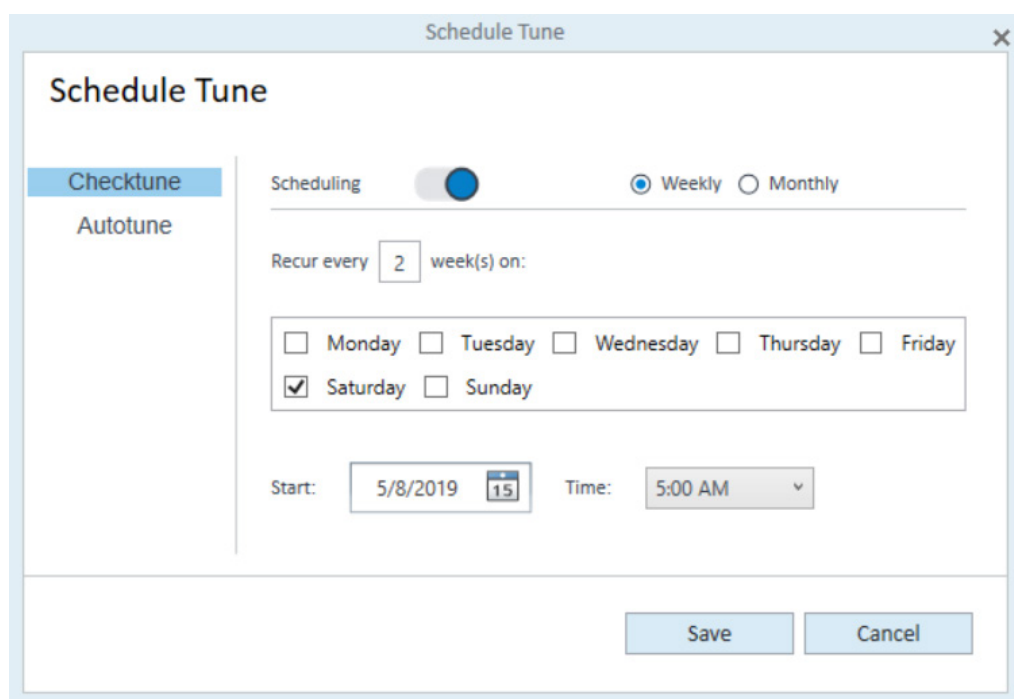 Schedule Tune
Schedule Tune
Checktune
Scheduling
Weekly
Monthly
Autotune
Recur every 2 week(s) on:
Monday Tuesday Wednesday Thursday Friday
Saturday Sunday
Start: 5/8/2019 15 Time: 5:00 AM
Save Cancel